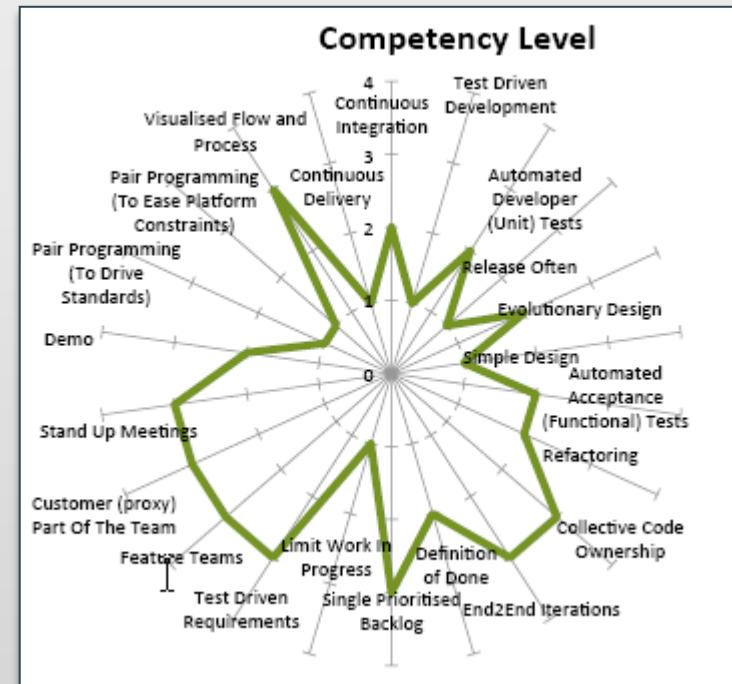 Competency Level
4
3
2
1
0
Continuous
Integration
Test Driven
Development
Automated
Developer
(Unit) Tests
Release Often
Evolutionary Design
Simple Design
Automated
Acceptance
(Functional) Tests
Refactoring
Collective Code
Ownership
End2End Iterations
Definition
of Done
Single Prioritised
Backlog
Limit Work In
Progress
Test Driven
Requirements
Feature Teams
Customer (proxy)
Part Of The Team
Stand Up Meetings
Demo
Pair Programming
(To Drive
Standards)
Pair Programming
(To Ease Platform
Constraints)
Visualised Flow and
Process
Continuous
Delivery